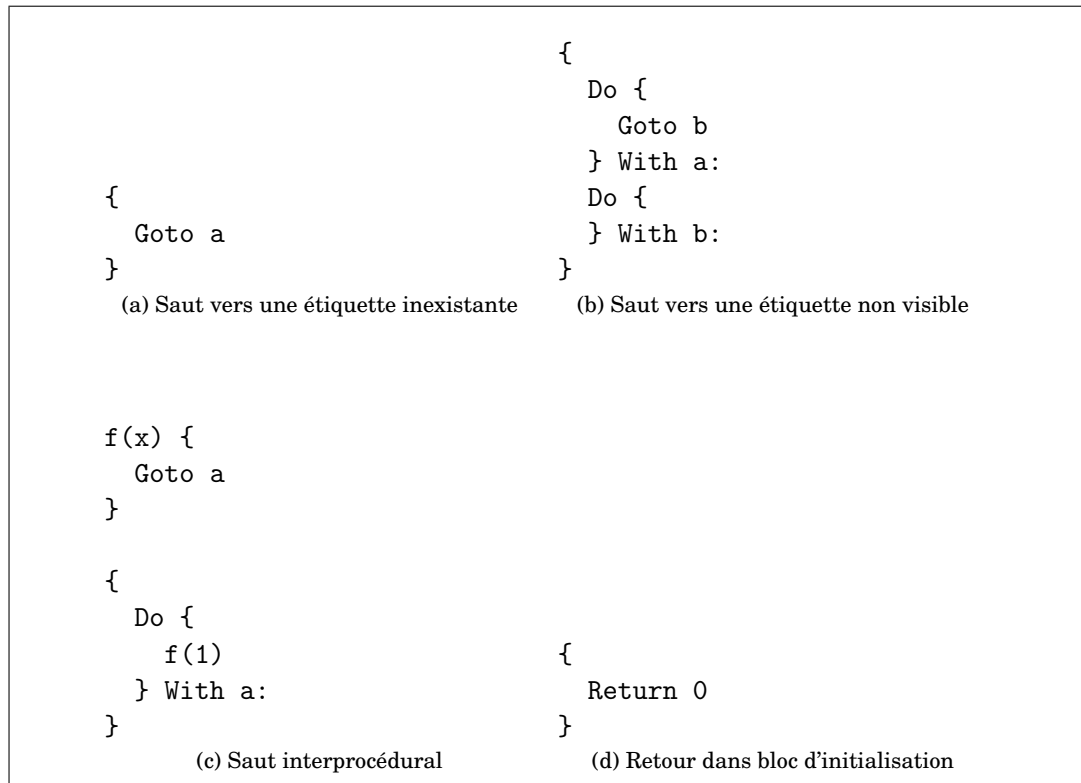 {
  Goto a
}
(a) Saut vers une étiquette inexistante
{
  Do {
    Goto b
  } With a:
  Do {
  } With b:
}
(b) Saut vers une étiquette non visible
f(x) {
  Goto a
}
{
  Do {
    f(1)
  } With a:
}
(c) Saut interprocédural
{
  Return 0
}
(d) Retour dans bloc d'initialisation